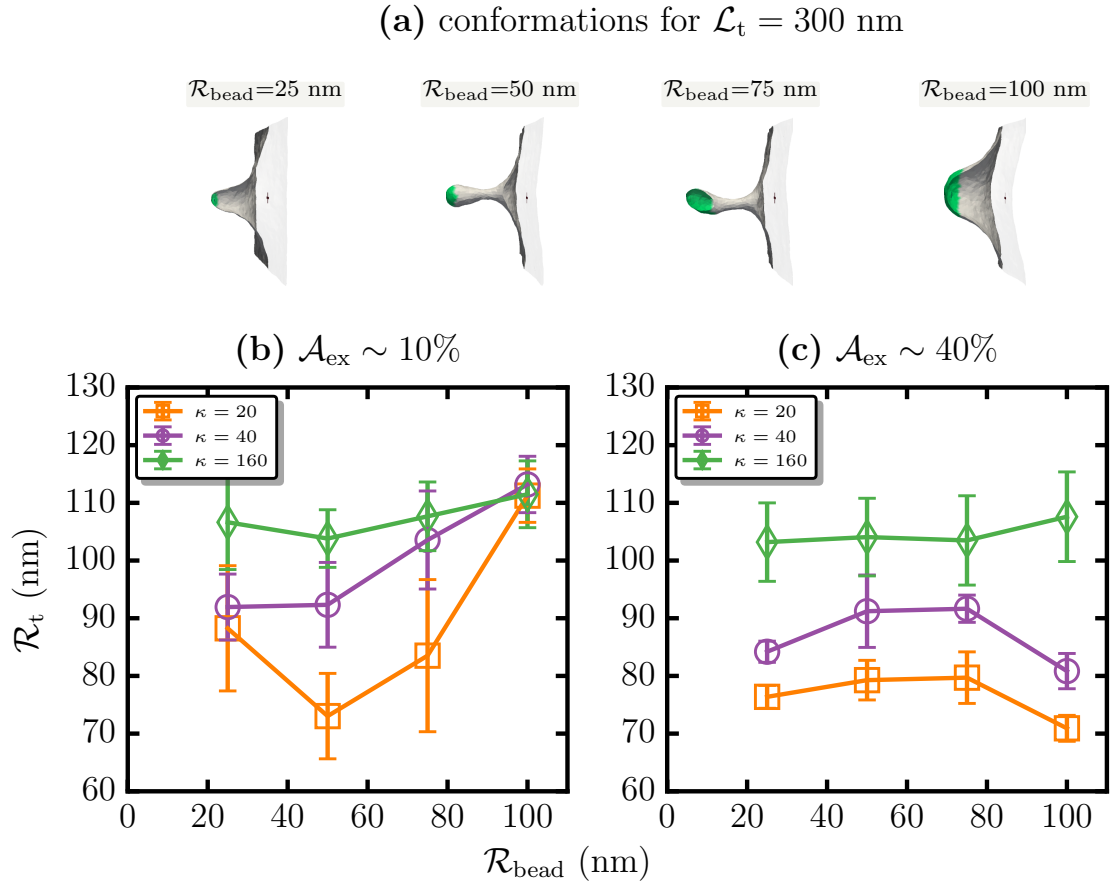 (a) conformations for 𝓛t = 300 nm
𝓡bead=25 nm
𝓡bead=50 nm
𝓡bead=75 nm
𝓡bead=100 nm
(b) 𝓐ex ∼ 10%
(c) 𝓐ex ∼ 40%
130
120
110
100
90
80
70
60
𝓡t (nm)
κ = 20
κ = 40
κ = 160
0
20
40
60
80
100
130
120
110
100
90
80
70
60
κ = 20
κ = 40
κ = 160
0
20
40
60
80
100
𝓡bead (nm)